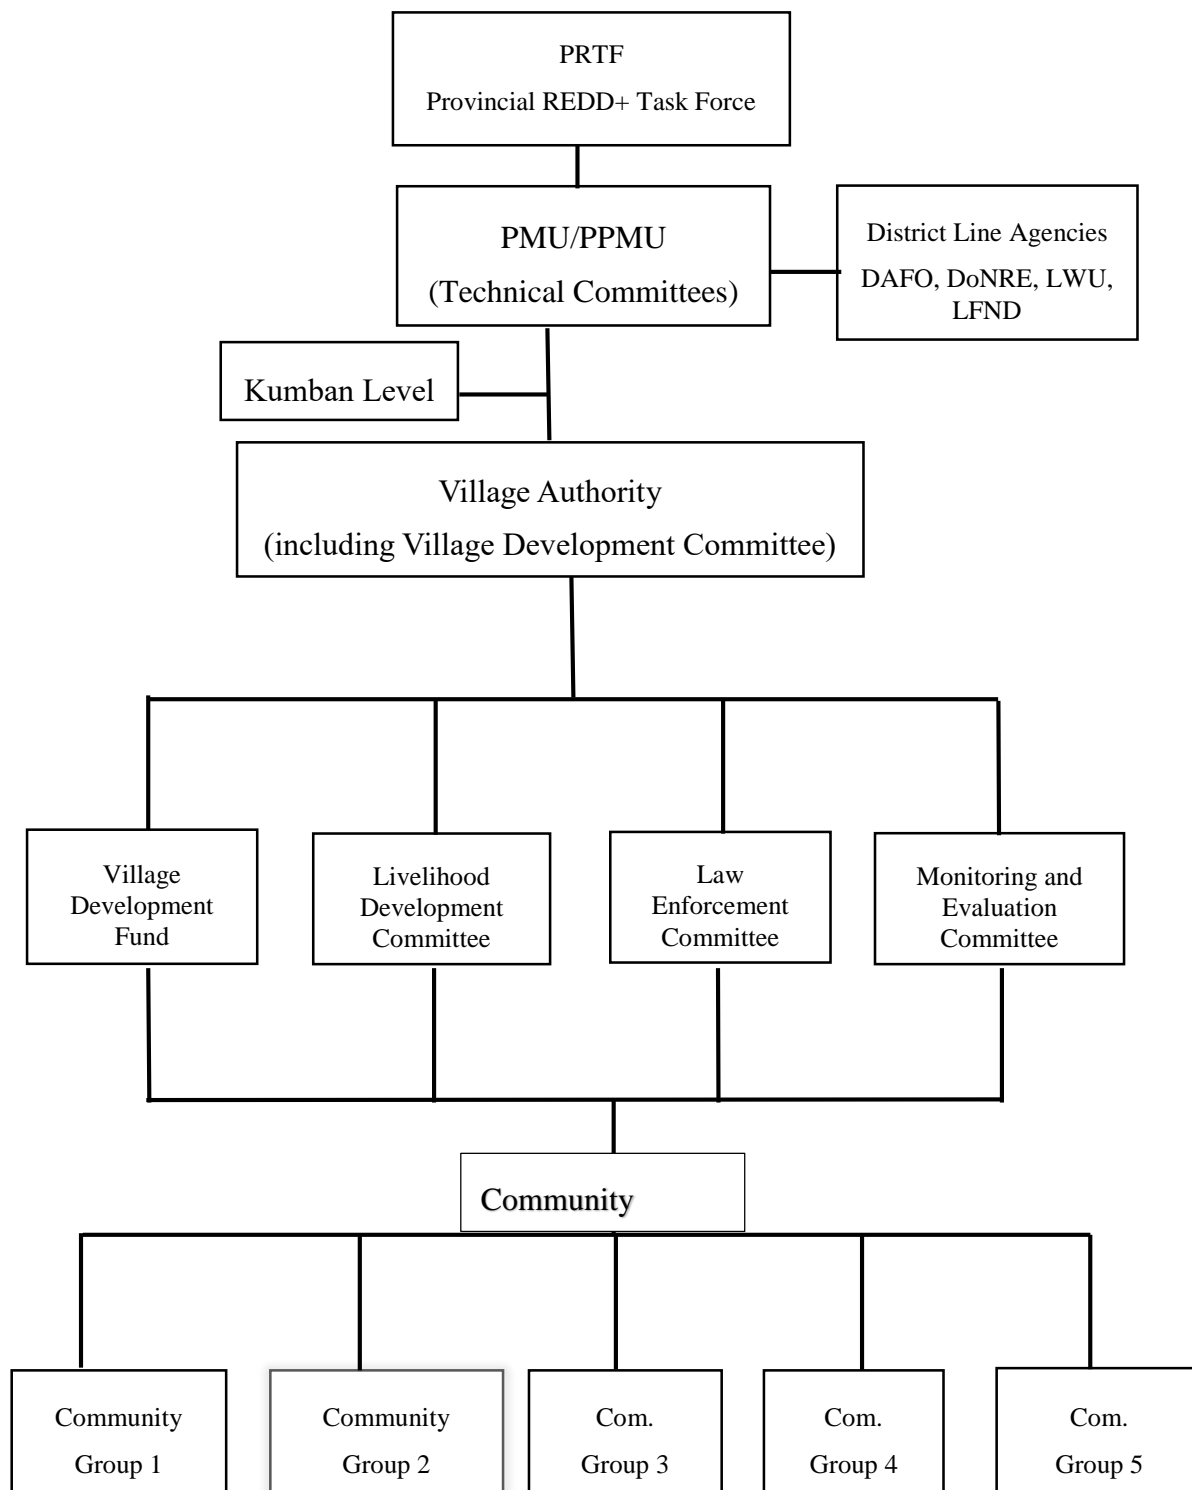 PRTF
Provincial REDD+ Task Force
PMU/PPMU
(Technical Committees)
District Line Agencies
DAFO, DoNRE, LWU,
LFND
Kumban Level
Village Authority
(including Village Development Committee)
Village
Development
Fund
Livelihood
Development
Committee
Law
Enforcement
Committee
Monitoring and
Evaluation
Committee
Community
Community
Group 1
Community
Group 2
Com.
Group 3
Com.
Group 4
Com.
Group 5